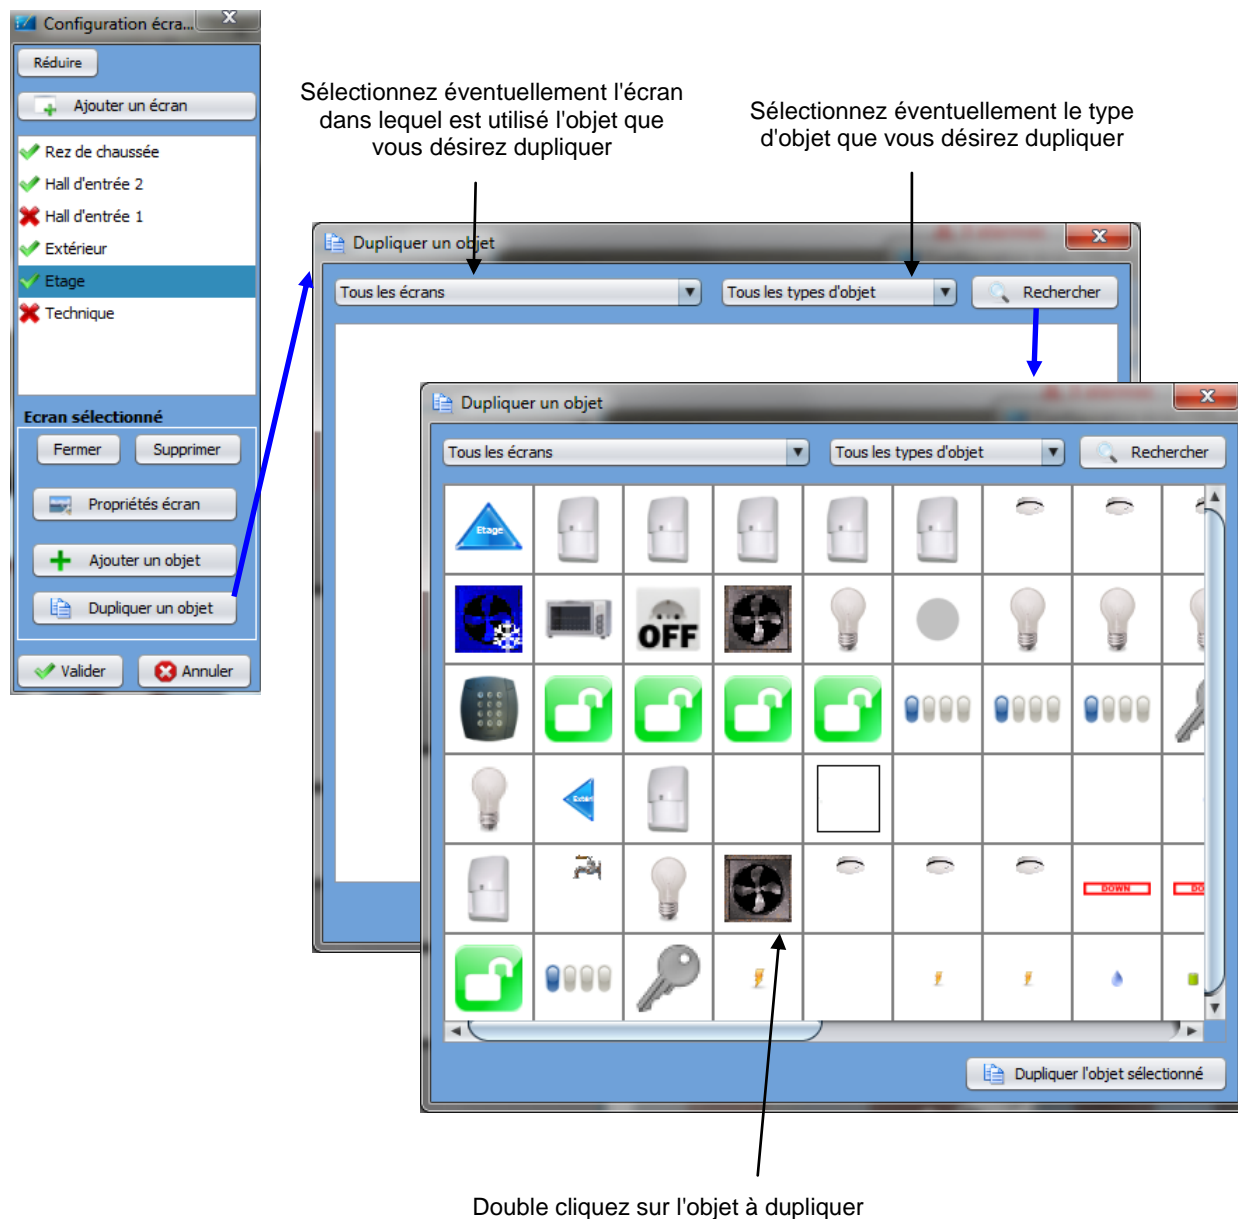 Configuration écra...
X
Réduire
Ajouter un écran
Rez de chaussée
Hall d'entrée 2
Hall d'entrée 1
Extérieur
Etage
Technique
Ecran sélectionné
Fermer
Supprimer
Propriétés écran
Ajouter un objet
Dupliquer un objet
Valider
Annuler
Sélectionnez éventuellement l'écran
dans lequel est utilisé l'objet que
vous désirez dupliquer
Sélectionnez éventuellement le type
d'objet que vous désirez dupliquer
Dupliquer un objet
X
Tous les écrans
Tous les types d'objet
Rechercher
Dupliquer un objet
X
Tous les écrans
Tous les types d'objet
Rechercher
Etage
OFF
DOWN
Dupliquer l'objet sélectionné
Double cliquez sur l'objet à dupliquer